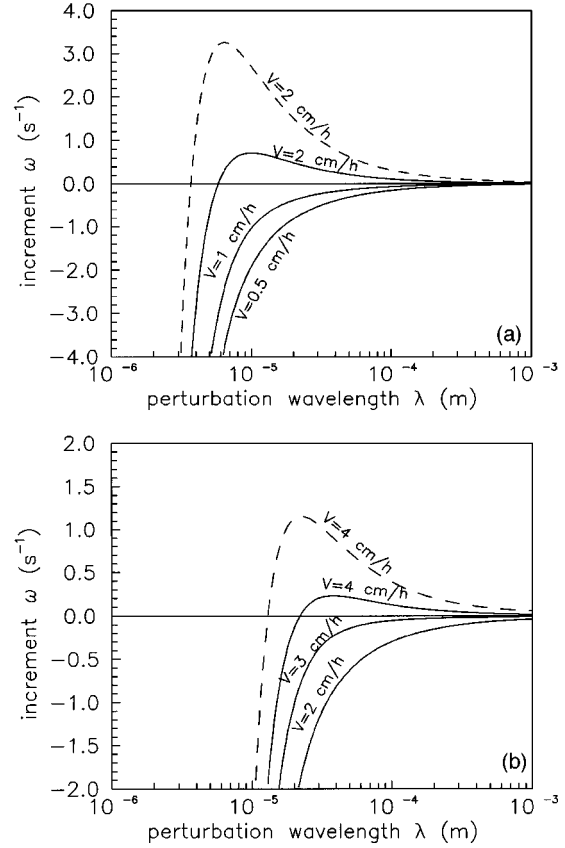 4.0
3.0
2.0
1.0
0.0
-1.0
-2.0
-3.0
-4.0
increment ω (s⁻¹)
V=2 cm/h
V=2 cm/h
V=1 cm/h
V=0.5 cm/h
(a)
10⁻⁶ 10⁻⁵ 10⁻⁴ 10⁻³
perturbation wavelength λ (m)
2.0
1.5
1.0
0.5
0.0
-0.5
-1.0
-1.5
-2.0
increment ω (s⁻¹)
V=4 cm/h
V=4 cm/h
V=3 cm/h
V=2 cm/h
(b)
10⁻⁶ 10⁻⁵ 10⁻⁴ 10⁻³
perturbation wavelength λ (m)